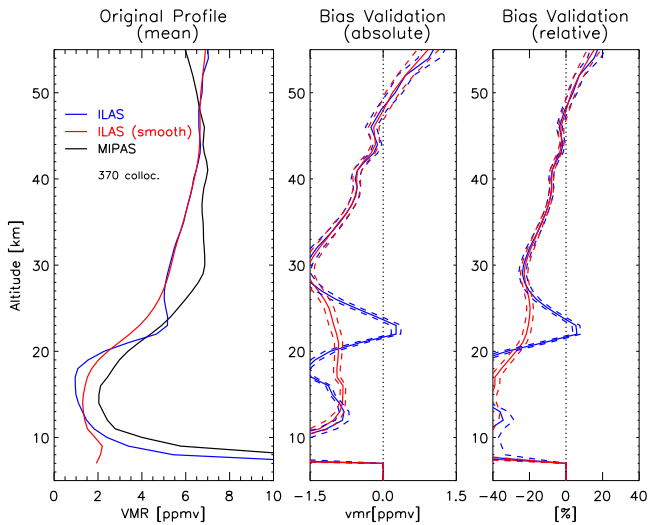 Original Profile
(mean)
Bias Validation
(absolute)
Bias Validation
(relative)
ILAS
ILAS (smooth)
MIPAS
370 colloc.
Altitude [km]
50
40
30
20
10
0 2 4 6 8 10
VMR [ppmv]
50
40
30
20
10
-1.5 0.0 1.5
vmr[ppmv]
50
40
30
20
10
-40 -20 0 20 40
[%]